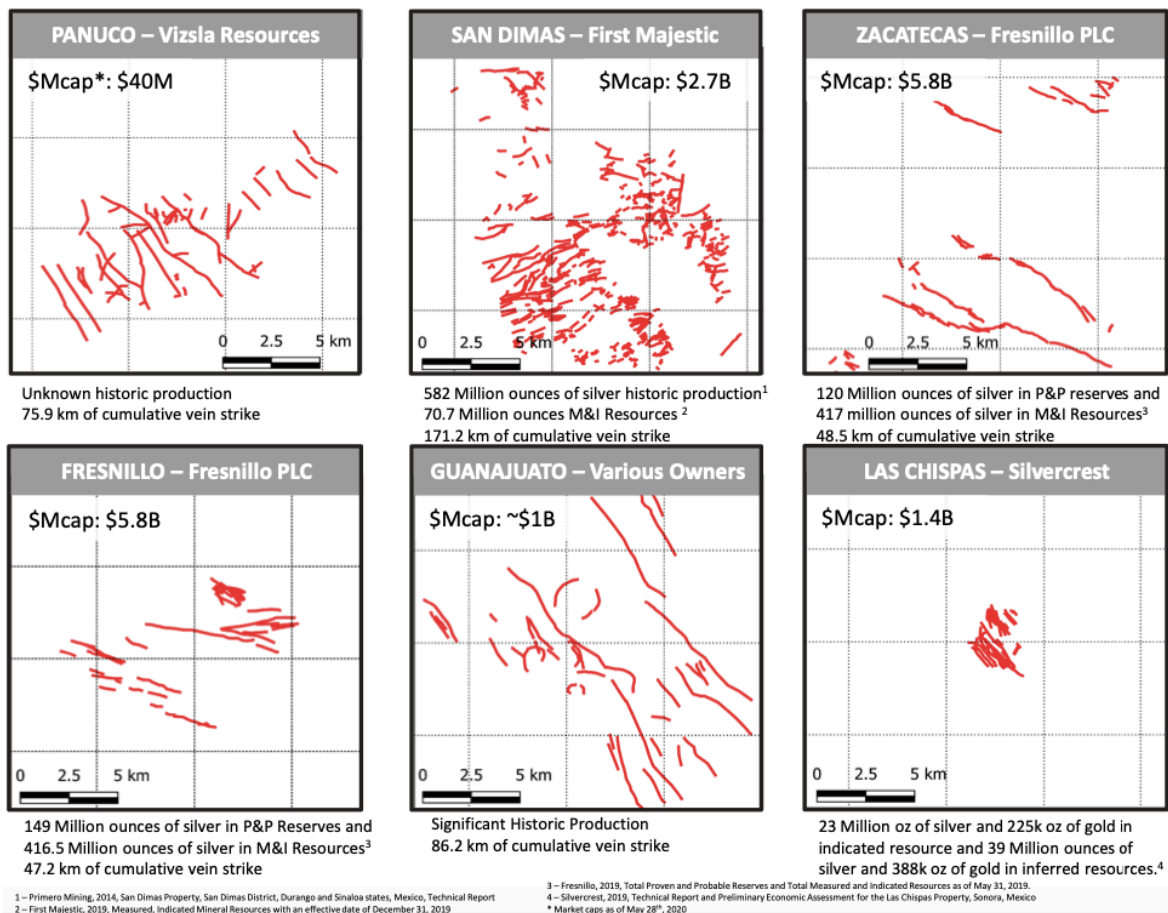 PANUCO – Vizsla Resources
$Mcap*: $40M
0 2.5 5 km
Unknown historic production
75.9 km of cumulative vein strike
SAN DIMAS – First Majestic
$Mcap: $2.7B
0 2.5 5 km
582 Million ounces of silver historic production¹
70.7 Million ounces M&I Resources ²
171.2 km of cumulative vein strike
ZACATECAS – Fresnillo PLC
$Mcap: $5.8B
0 2.5 5 km
120 Million ounces of silver in P&P reserves and
417 million ounces of silver in M&I Resources³
48.5 km of cumulative vein strike
FRESNILLO – Fresnillo PLC
$Mcap: $5.8B
0 2.5 5 km
149 Million ounces of silver in P&P Reserves and
416.5 Million ounces of silver in M&I Resources³
47.2 km of cumulative vein strike
GUANAJUATO – Various Owners
$Mcap: ~$1B
0 2.5 5 km
Significant Historic Production
86.2 km of cumulative vein strike
LAS CHISPAS – Silvercrest
$Mcap: $1.4B
0 2.5 5 km
23 Million oz of silver and 225k oz of gold in
indicated resource and 39 Million ounces of
silver and 388k oz of gold in inferred resources.⁴
1 – Primero Mining, 2014, San Dimas Property, San Dimas District, Durango and Sinaloa states, Mexico, Technical Report
2 – First Majestic, 2019, Measured, Indicated Mineral Resources with an effective date of December 31, 2019
3 – Fresnillo, 2019, Total Proven and Probable Reserves and Total Measured and Indicated Resources as of May 31, 2019.
4 – Silvercrest, 2019, Technical Report and Preliminary Economic Assessment for the Las Chispas Property, Sonora, Mexico
* Market caps as of May 28th, 2020